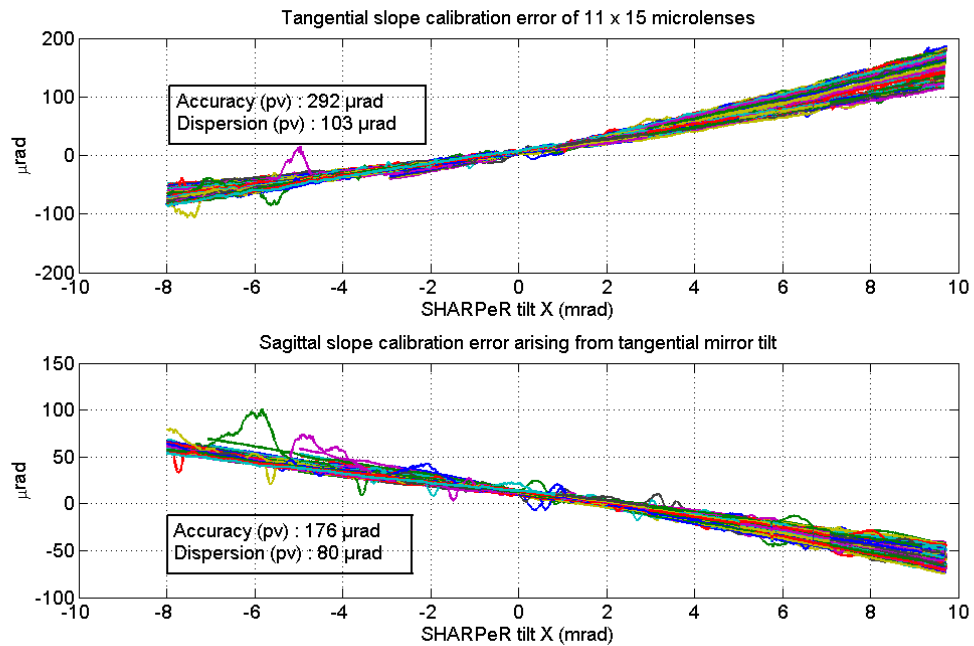 Tangential slope calibration error of 11 x 15 microlenses
200
100
0
-100
-200
µrad
Accuracy (pv) : 292 µrad
Dispersion (pv) : 103 µrad
-10 -8 -6 -4 -2 0 2 4 6 8 10
SHARPeR tilt X (mrad)
Sagittal slope calibration error arising from tangential mirror tilt
150
100
50
0
-50
-100
µrad
Accuracy (pv) : 176 µrad
Dispersion (pv) : 80 µrad
-10 -8 -6 -4 -2 0 2 4 6 8 10
SHARPeR tilt X (mrad)